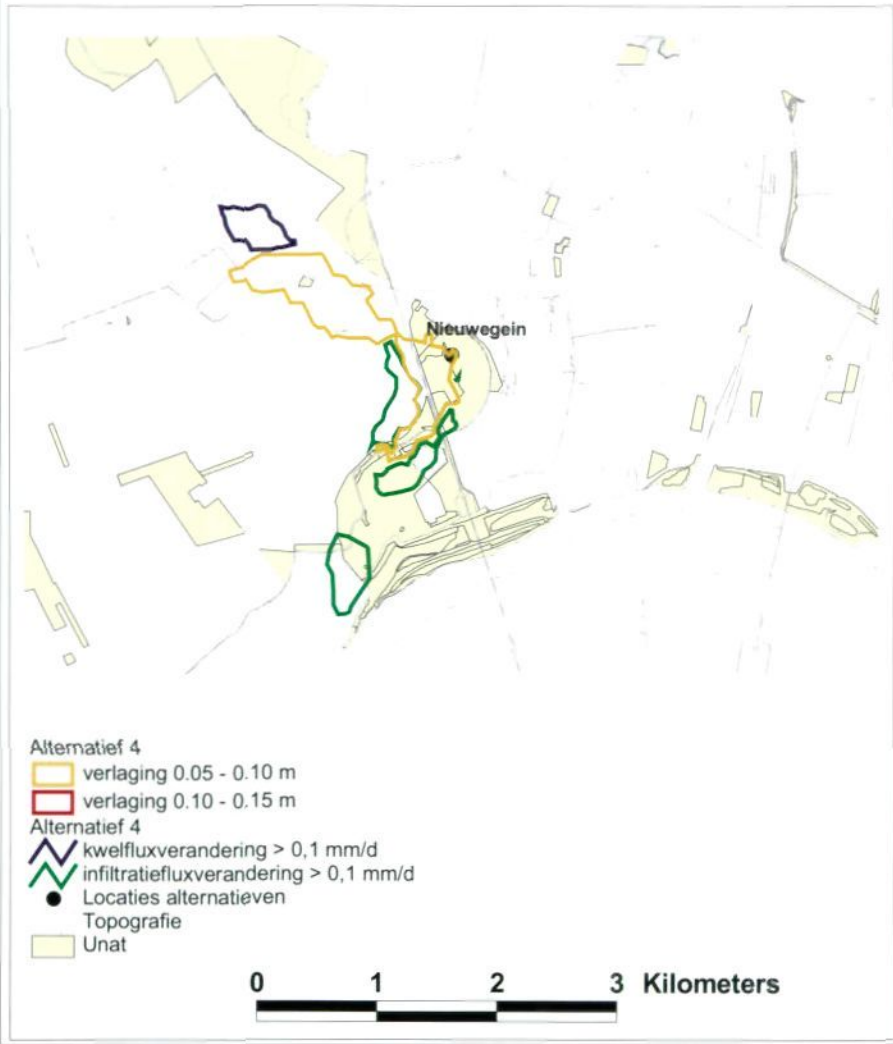 Nieuwegein
Alternatief 4
verlaging 0.05 - 0.10 m
verlaging 0.10 - 0.15 m
Alternatief 4
kwelfluxverandering > 0,1 mm/d
infiltratiefluxverandering > 0,1 mm/d
Locaties alternatieven
Topografie
Unat
0 1 2 3 Kilometers